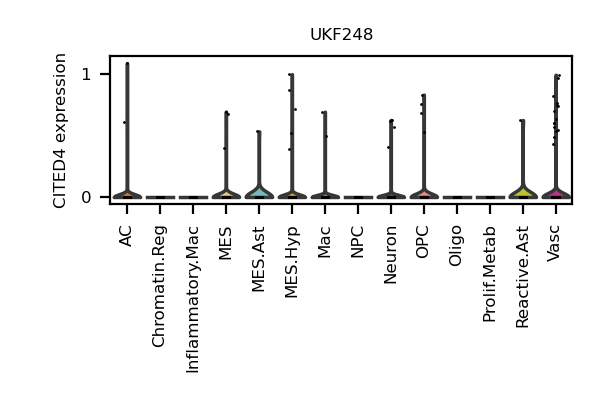 UKF248
CITED4 expression
1
0
AC
Chromatin.Reg
Inflammatory.Mac
MES
MES.Ast
MES.Hyp
Mac
NPC
Neuron
OPC
Oligo
Prolif.Metab
Reactive.Ast
Vasc